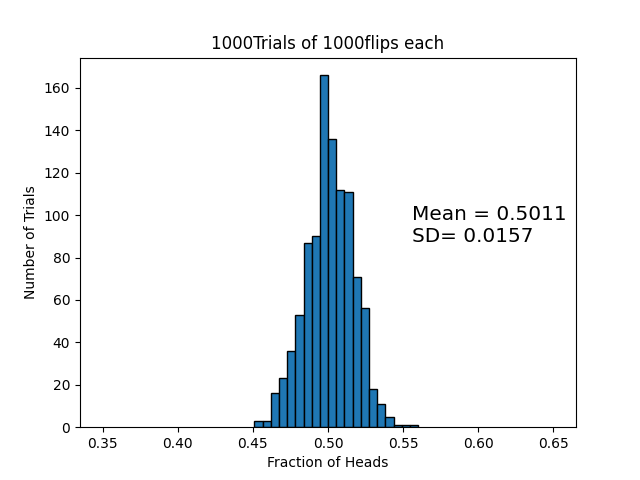 1000Trials of 1000flips each
Number of Trials
160
140
120
100
80
60
40
20
0
Mean = 0.5011
SD= 0.0157
0.35 0.40 0.45 0.50 0.55 0.60 0.65
Fraction of Heads